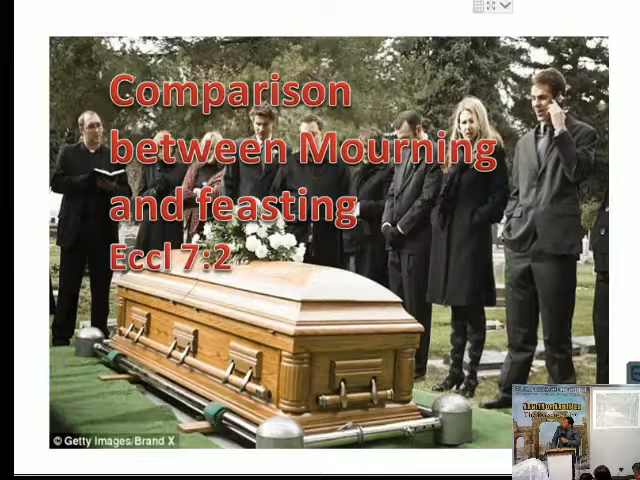 Comparison
between Mourning
and feasting
Eccl 7:2
© Getty Images/Brand X